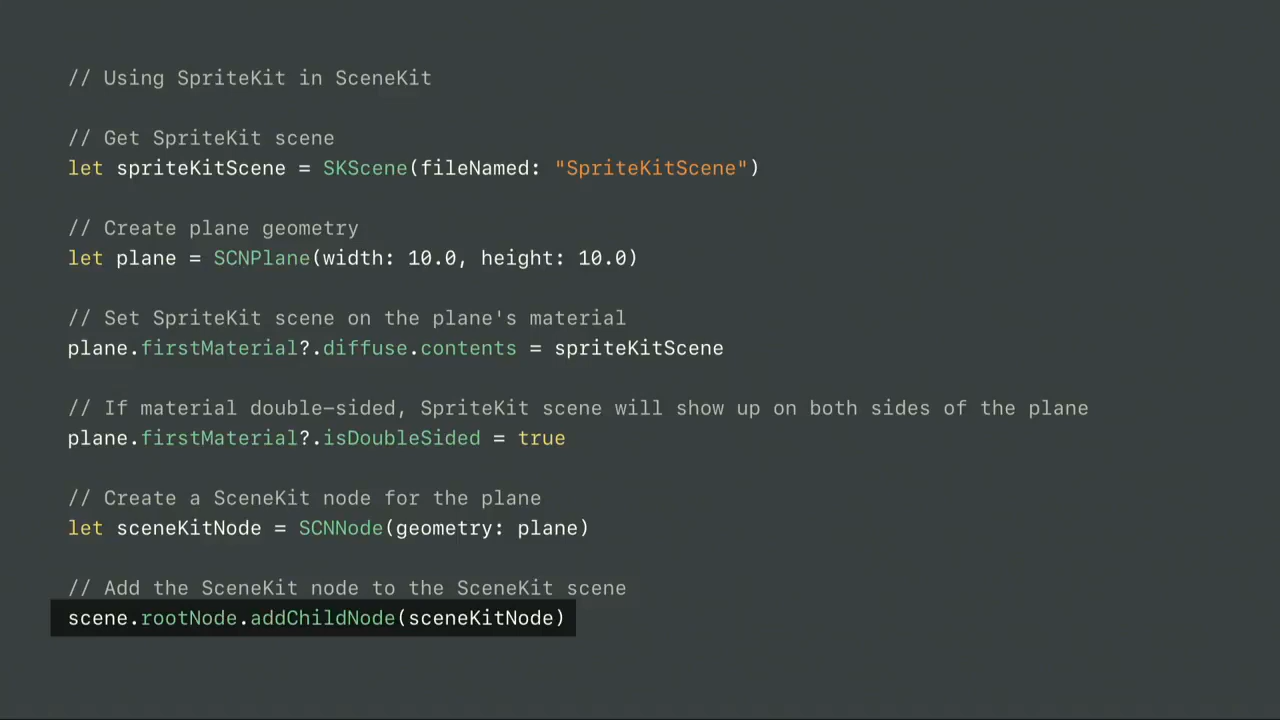 // Using SpriteKit in SceneKit
// Get SpriteKit scene
let spriteKitScene = SKScene(fileNamed: "SpriteKitScene")
// Create plane geometry
let plane = SCNPlane(width: 10.0, height: 10.0)
// Set SpriteKit scene on the plane's material
plane.firstMaterial?.diffuse.contents = spriteKitScene
// If material double-sided, SpriteKit scene will show up on both sides of the plane
plane.firstMaterial?.isDoubleSided = true
// Create a SceneKit node for the plane
let sceneKitNode = SCNNode(geometry: plane)
// Add the SceneKit node to the SceneKit scene
scene.rootNode.addChildNode(sceneKitNode)